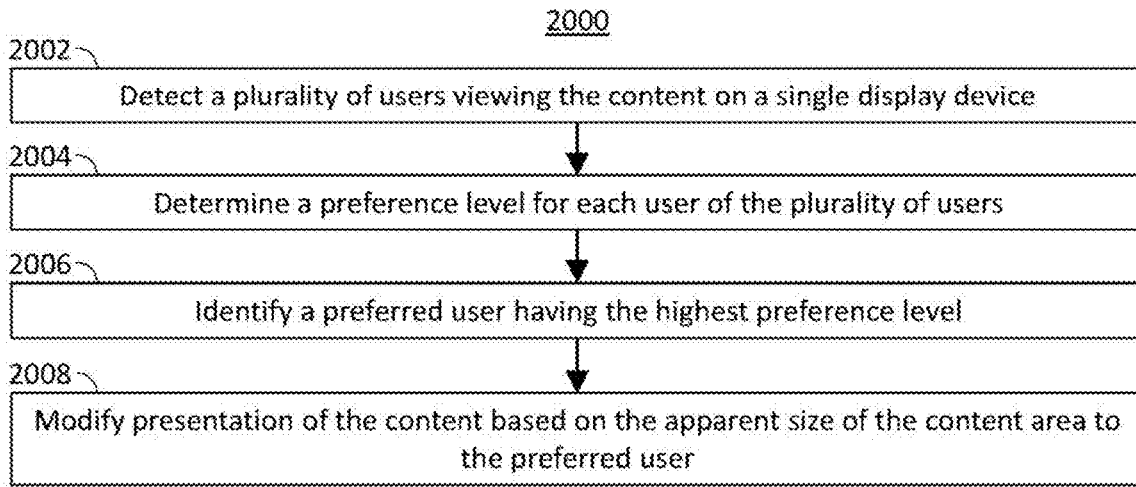 2000
2002
Detect a plurality of users viewing the content on a single display device
2004
Determine a preference level for each user of the plurality of users
2006
Identify a preferred user having the highest preference level
2008
Modify presentation of the content based on the apparent size of the content area to
the preferred user